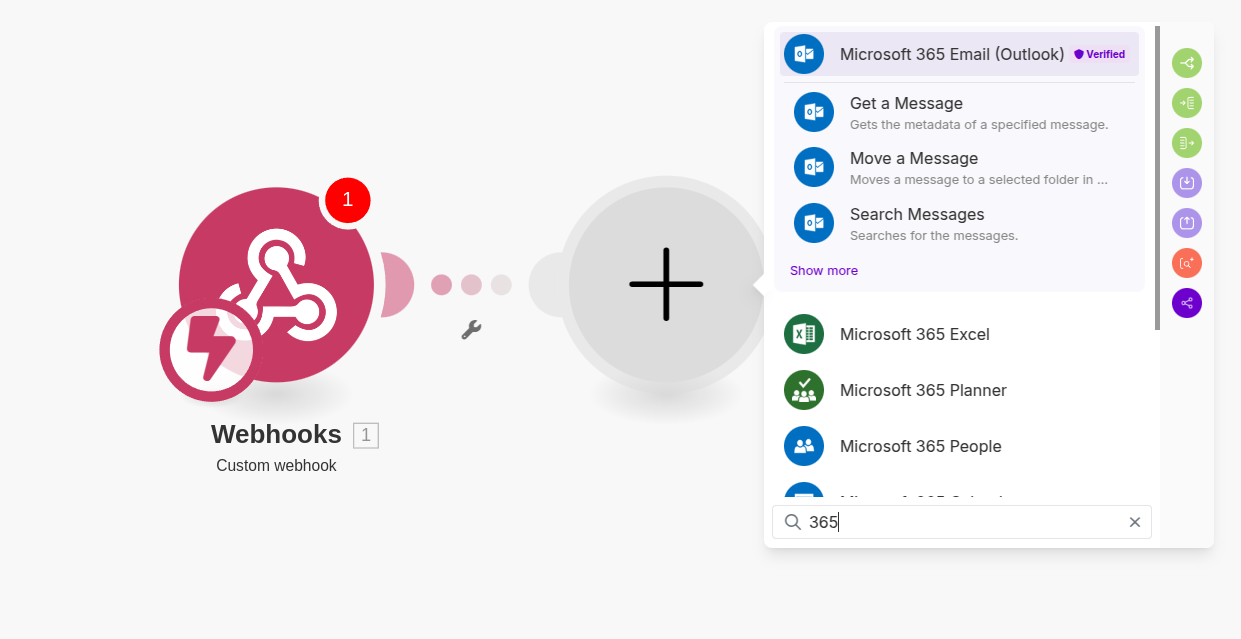 Microsoft 365 Email (Outlook) Verified
Get a Message
Gets the metadata of a specified message.
Move a Message
Moves a message to a selected folder in ...
Search Messages
Searches for the messages.
Show more
Microsoft 365 Excel
Microsoft 365 Planner
Microsoft 365 People
365
1
Webhooks 1
Custom webhook